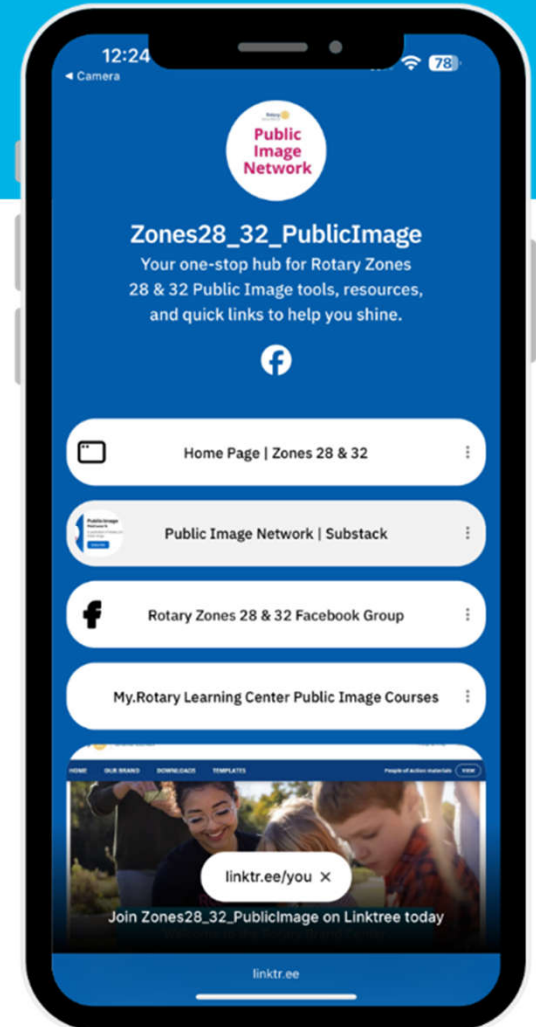 12:24
78
◄ Camera
Rotary
Public
Image
Network
Zones28_32_PublicImage
Your one-stop hub for Rotary Zones
28 & 32 Public Image tools, resources,
and quick links to help you shine.
Home Page | Zones 28 & 32
Public Image Network | Substack
Rotary Zones 28 & 32 Facebook Group
My.Rotary Learning Center Public Image Courses
HOME OUR BRAND DOWNLOADS TEMPLATES People of Action materials VIEW
linktr.ee/you ×
Join Zones28_32_PublicImage on Linktree today
linktr.ee